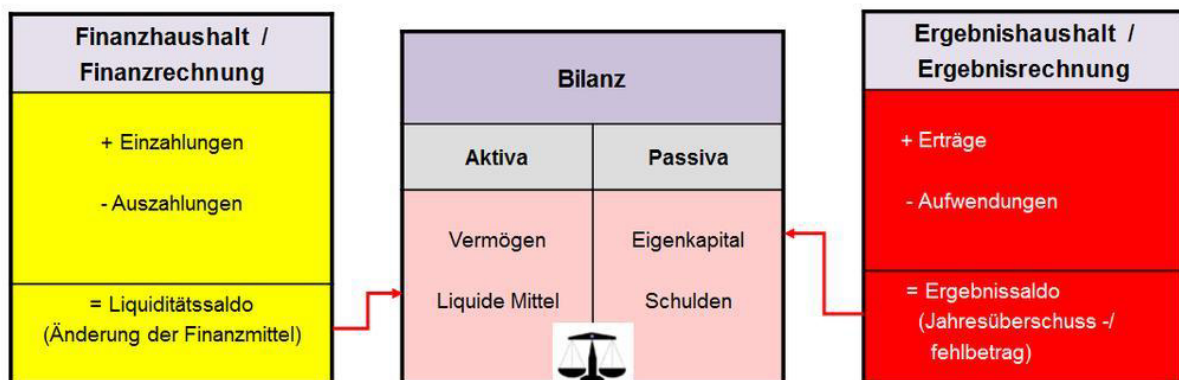 Finanzhaushalt /
Finanzrechnung
+ Einzahlungen
- Auszahlungen
= Liquiditätssaldo
(Änderung der Finanzmittel)
Bilanz
Aktiva
Passiva
Vermögen
Eigenkapital
Liquide Mittel
Schulden
Ergebnishaushalt /
Ergebnisrechnung
+ Erträge
- Aufwendungen
= Ergebnissaldo
(Jahresüberschuss -/
fehlbetrag)